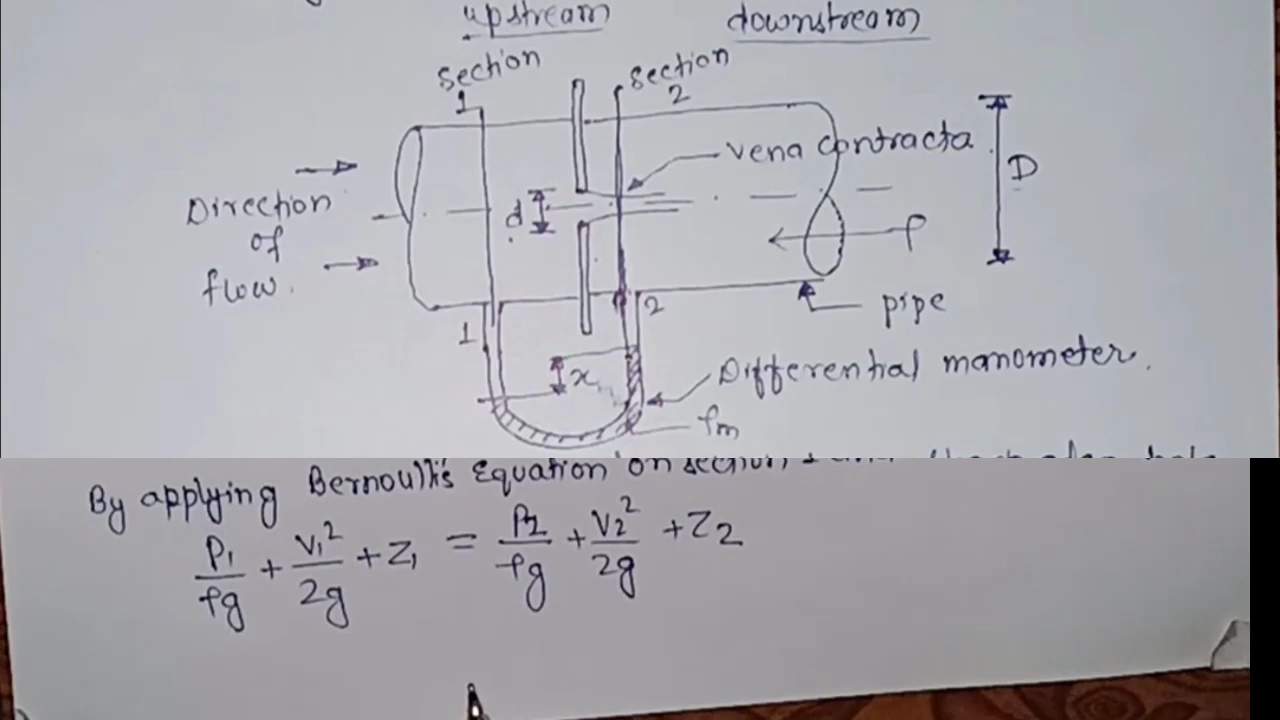 upstream downstream
section section
1 2
vena contracta
D
Direction
of
flow.
d
ρ
1 2
pipe
x
Differential manometer.
ρm
By applying Bernoulli's Equation on section
P1/ρg + V1²/2g + Z1 = P2/ρg + V2²/2g + Z2